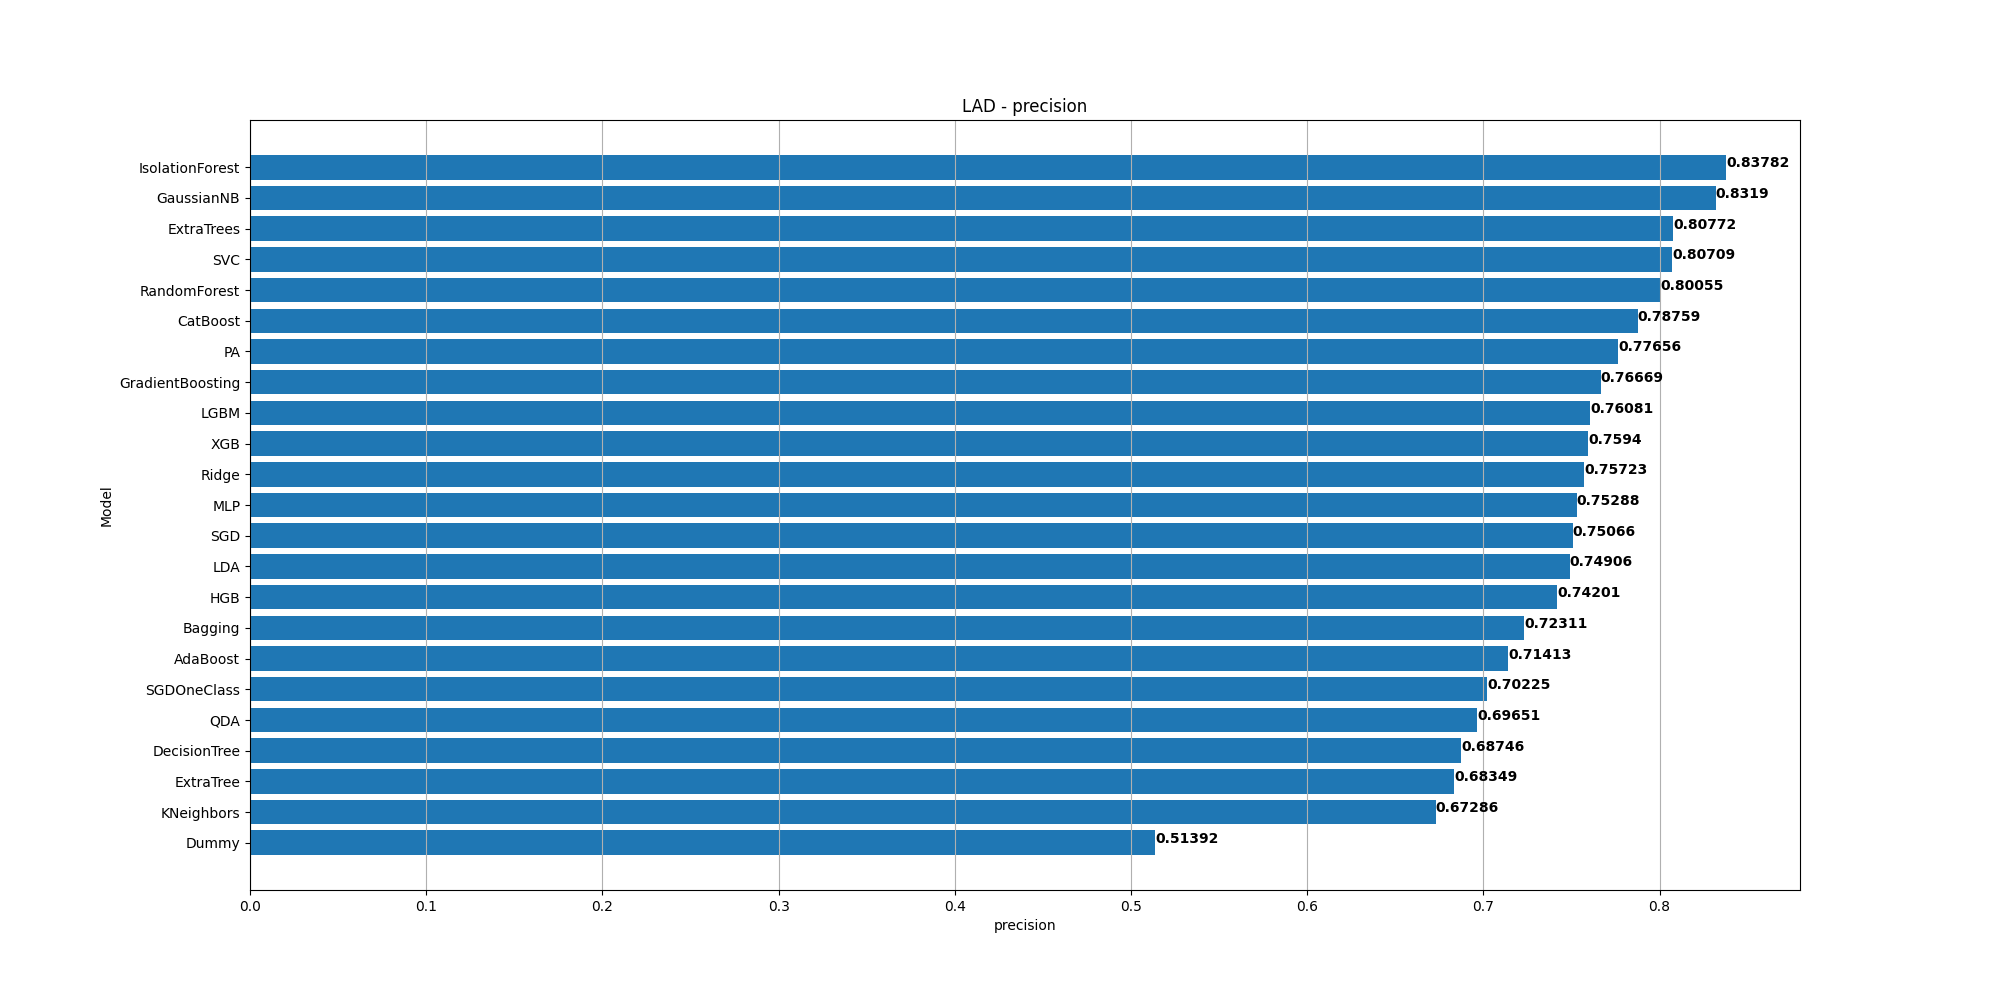 LAD - precision
IsolationForest 0.83782
GaussianNB 0.8319
ExtraTrees 0.80772
SVC 0.80709
RandomForest 0.80055
CatBoost 0.78759
PA 0.77656
GradientBoosting 0.76669
LGBM 0.76081
XGB 0.7594
Ridge 0.75723
MLP 0.75288
SGD 0.75066
LDA 0.74906
HGB 0.74201
Bagging 0.72311
AdaBoost 0.71413
SGDOneClass 0.70225
QDA 0.69651
DecisionTree 0.68746
ExtraTree 0.68349
KNeighbors 0.67286
Dummy 0.51392
Model
0.0 0.1 0.2 0.3 0.4 0.5 0.6 0.7 0.8
precision